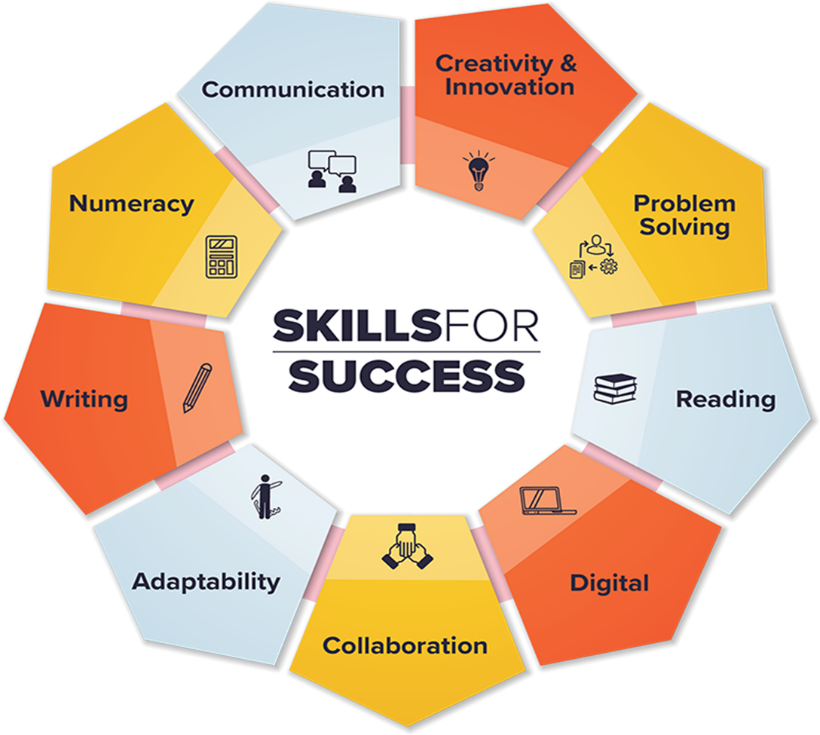 Communication
Creativity &
Innovation
Problem
Solving
Reading
Digital
Collaboration
Adaptability
Writing
Numeracy
SKILLSFOR
SUCCESS